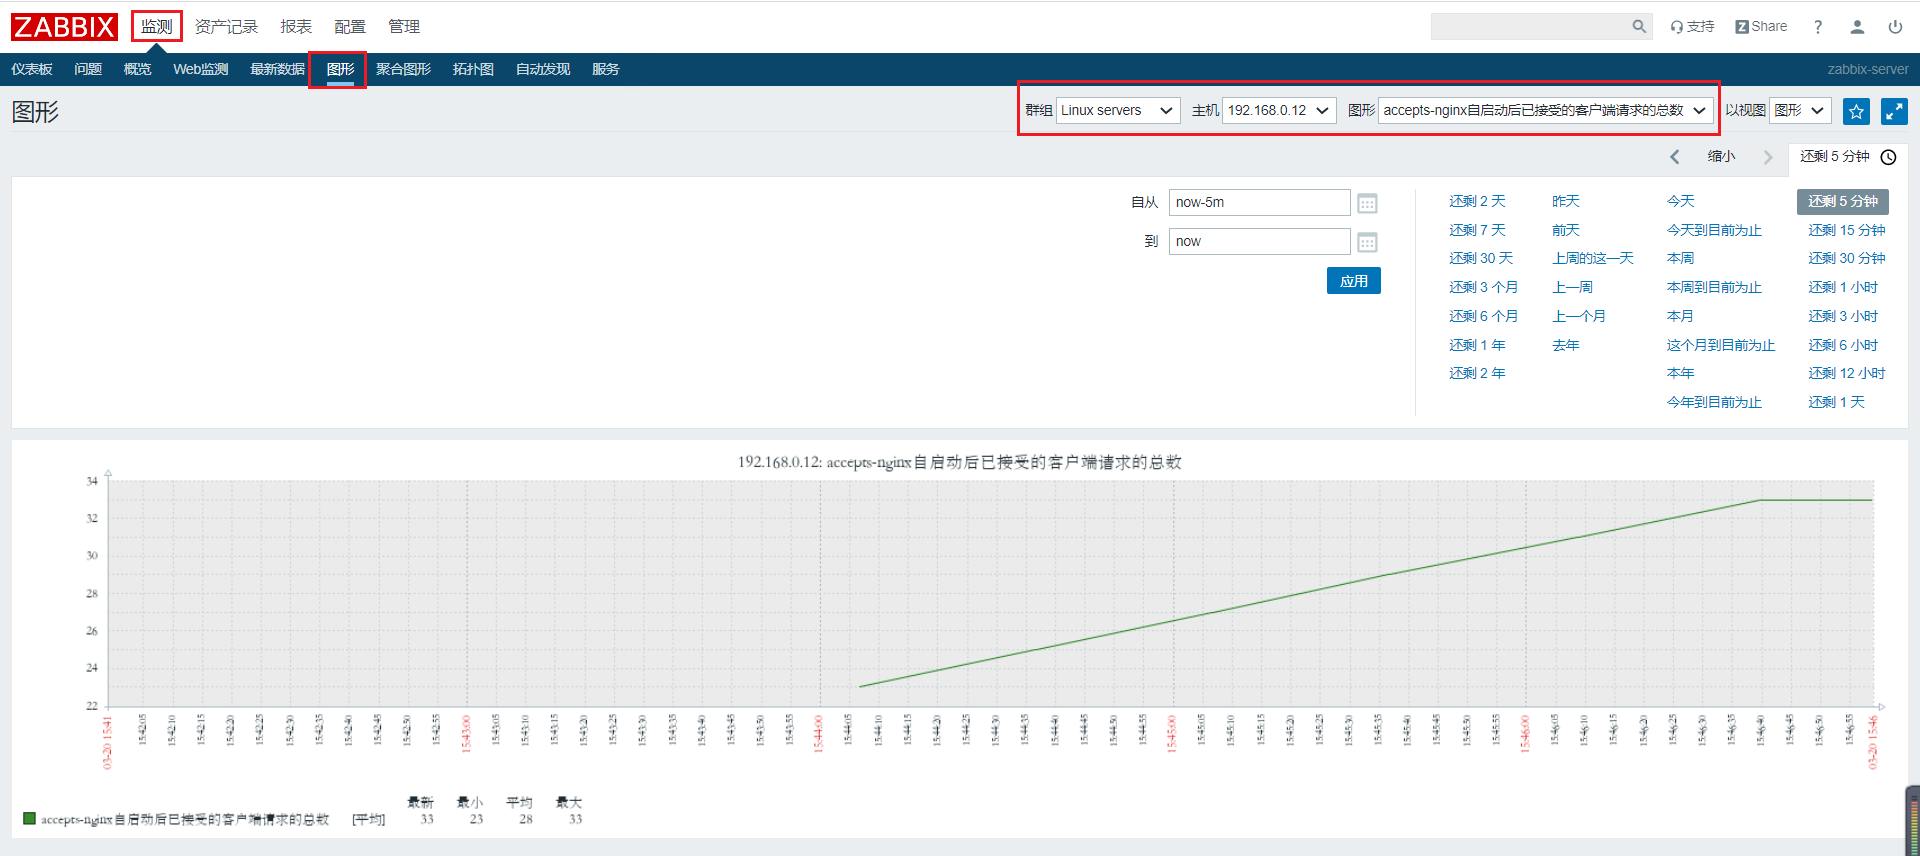 ZABBIX 监测 资产记录 报表 配置 管理 支持 Z Share ?
仪表板 问题 概览 Web监测 最新数据 图形 聚合图形 拓扑图 自动发现 服务 zabbix-server
图形 群组 Linux servers 主机 192.168.0.12 图形 accepts-nginx自启动后已接受的客户端请求的总数 以视图 图形
缩小 还剩 5 分钟
自从 now-5m
到 now
应用
还剩 2 天 昨天 今天 还剩 5 分钟
还剩 7 天 前天 今天到目前为止 还剩 15 分钟
还剩 30 天 上周的这一天 本周 还剩 30 分钟
还剩 3 个月 上一周 本周到目前为止 还剩 1 小时
还剩 6 个月 上一个月 本月 还剩 3 小时
还剩 1 年 去年 这个月到目前为止 还剩 6 小时
还剩 2 年 本年 还剩 12 小时
今年到目前为止 还剩 1 天
192.168.0.12: accepts-nginx自启动后已接受的客户端请求的总数
34
32
30
28
26
24
22
03-20 15:41 15:42:05 15:42:10 15:42:15 15:42:20 15:42:25 15:42:30 15:42:35 15:42:40 15:42:45 15:42:50 15:42:55 15:43:00 15:43:05 15:43:10 15:43:15 15:43:20 15:43:25 15:43:30 15:43:35 15:43:40 15:43:45 15:43:50 15:43:55 15:44:00 15:44:05 15:44:10 15:44:15 15:44:20 15:44:25 15:44:30 15:44:35 15:44:40 15:44:45 15:44:50 15:44:55 15:45:00 15:45:05 15:45:10 15:45:15 15:45:20 15:45:25 15:45:30 15:45:35 15:45:40 15:45:45 15:45:50 15:45:55 15:46:00 15:46:05 15:46:10 15:46:15 15:46:20 15:46:25 15:46:30 15:46:35 15:46:40 15:46:45 15:46:50 15:46:55 03-20 15:46
最新 最小 平均 最大
accepts-nginx自启动后已接受的客户端请求的总数 [平均] 33 23 28 33